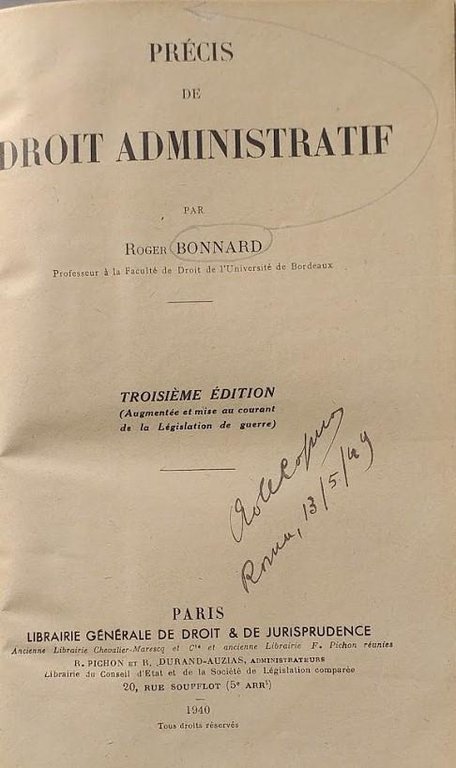 PRÉCIS
DE
DROIT ADMINISTRATIF
PAR
ROGER BONNARD
Professeur à la Faculté de Droit de l'Université de Bordeaux
TROISIÈME ÉDITION
(Augmentée et mise au courant
de la Législation de guerre)
Roma, 13/5/49
PARIS
LIBRAIRIE GÉNÉRALE DE DROIT & DE JURISPRUDENCE
Ancienne Librairie Chevalier-Marescq et Cie et ancienne Librairie F. Pichon réunies
R. PICHON ET R. DURAND-AUZIAS, ADMINISTRATEURS
Librairie du Conseil d'Etat et de la Société de Législation comparée
20, RUE SOUFFLOT (5e ARRt)
1940
Tous droits réservés